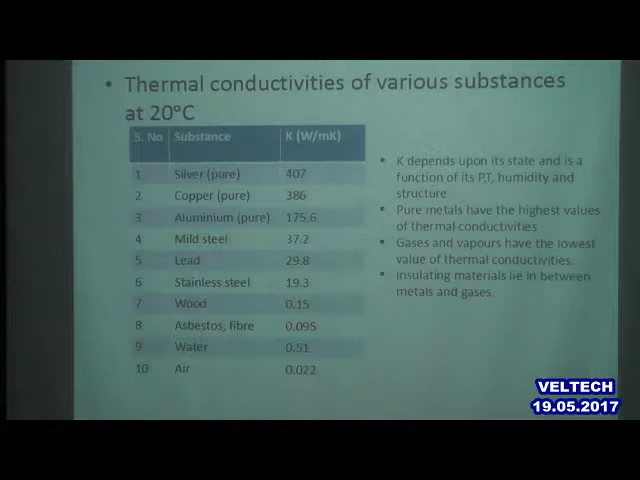 • Thermal conductivities of various substances
at 20°C
S. No Substance K (W/mK)
1 Silver (pure) 407
2 Copper (pure) 386
3 Aluminium (pure) 175.6
4 Mild steel 37.2
5 Lead 29.8
6 Stainless steel 19.3
7 Wood 0.15
8 Asbestos, fibre 0.095
9 Water 0.51
10 Air 0.022
• K depends upon its state and is a
function of its P,T, humidity and
structure
• Pure metals have the highest values
of thermal conductivities
• Gases and vapours have the lowest
value of thermal conductivities.
• insulating materials lie in between
metals and gases.
VELTECH
19.05.2017